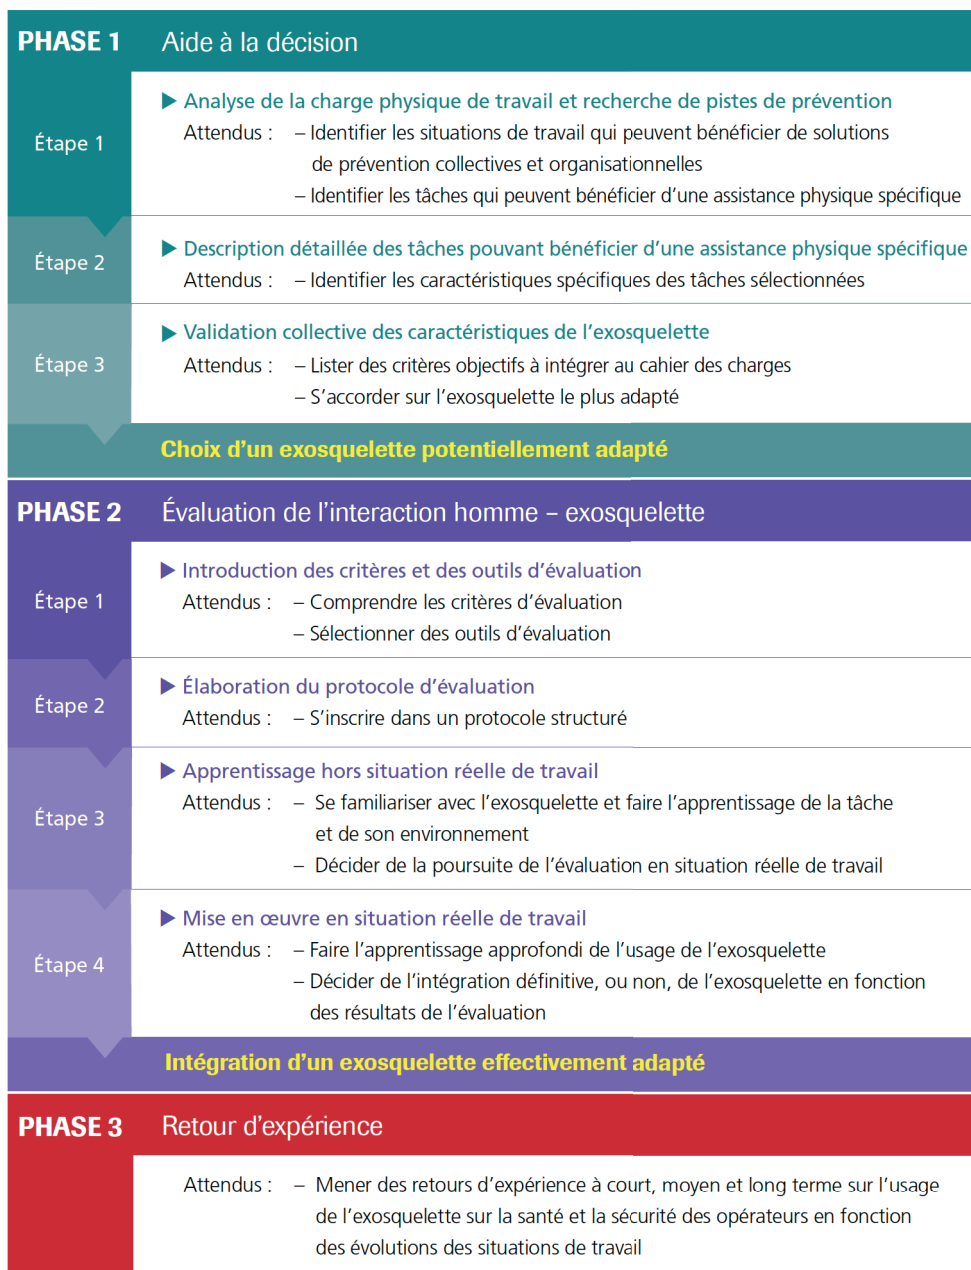 PHASE 1 Aide à la décision
Étape 1
▶ Analyse de la charge physique de travail et recherche de pistes de prévention
Attendus : – Identifier les situations de travail qui peuvent bénéficier de solutions
de prévention collectives et organisationnelles
– Identifier les tâches qui peuvent bénéficier d’une assistance physique spécifique
Étape 2
▶ Description détaillée des tâches pouvant bénéficier d’une assistance physique spécifique
Attendus : – Identifier les caractéristiques spécifiques des tâches sélectionnées
Étape 3
▶ Validation collective des caractéristiques de l’exosquelette
Attendus : – Lister des critères objectifs à intégrer au cahier des charges
– S’accorder sur l’exosquelette le plus adapté
Choix d’un exosquelette potentiellement adapté
PHASE 2 Évaluation de l’interaction homme – exosquelette
Étape 1
▶ Introduction des critères et des outils d’évaluation
Attendus : – Comprendre les critères d’évaluation
– Sélectionner des outils d’évaluation
Étape 2
▶ Élaboration du protocole d’évaluation
Attendus : – S’inscrire dans un protocole structuré
Étape 3
▶ Apprentissage hors situation réelle de travail
Attendus : – Se familiariser avec l’exosquelette et faire l’apprentissage de la tâche
et de son environnement
– Décider de la poursuite de l’évaluation en situation réelle de travail
Étape 4
▶ Mise en œuvre en situation réelle de travail
Attendus : – Faire l’apprentissage approfondi de l’usage de l’exosquelette
– Décider de l’intégration définitive, ou non, de l’exosquelette en fonction
des résultats de l’évaluation
Intégration d’un exosquelette effectivement adapté
PHASE 3 Retour d’expérience
Attendus : – Mener des retours d’expérience à court, moyen et long terme sur l’usage
de l’exosquelette sur la santé et la sécurité des opérateurs en fonction
des évolutions des situations de travail